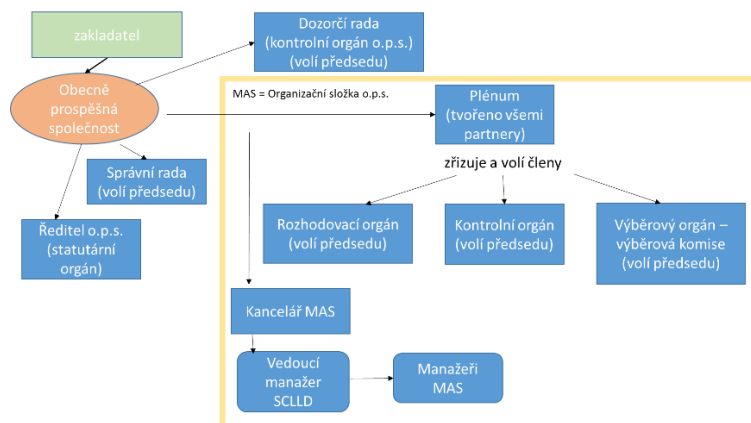 zakladatel
Dozorčí rada
(kontrolní orgán o.p.s.)
(volí předsedu)
Obecně
prospěšná
společnost
MAS = Organizační složka o.p.s.
Plénum
(tvořeno všemi
partnery)
zřizuje a volí členy
Správní rada
(volí předsedu)
Ředitel o.p.s.
(statutární
orgán)
Rozhodovací orgán
(volí předsedu)
Kontrolní orgán
(volí předsedu)
Výběrový orgán –
výběrová komise
(volí předsedu)
Kancelář MAS
Vedoucí
manažer
SCLLD
Manažeři
MAS